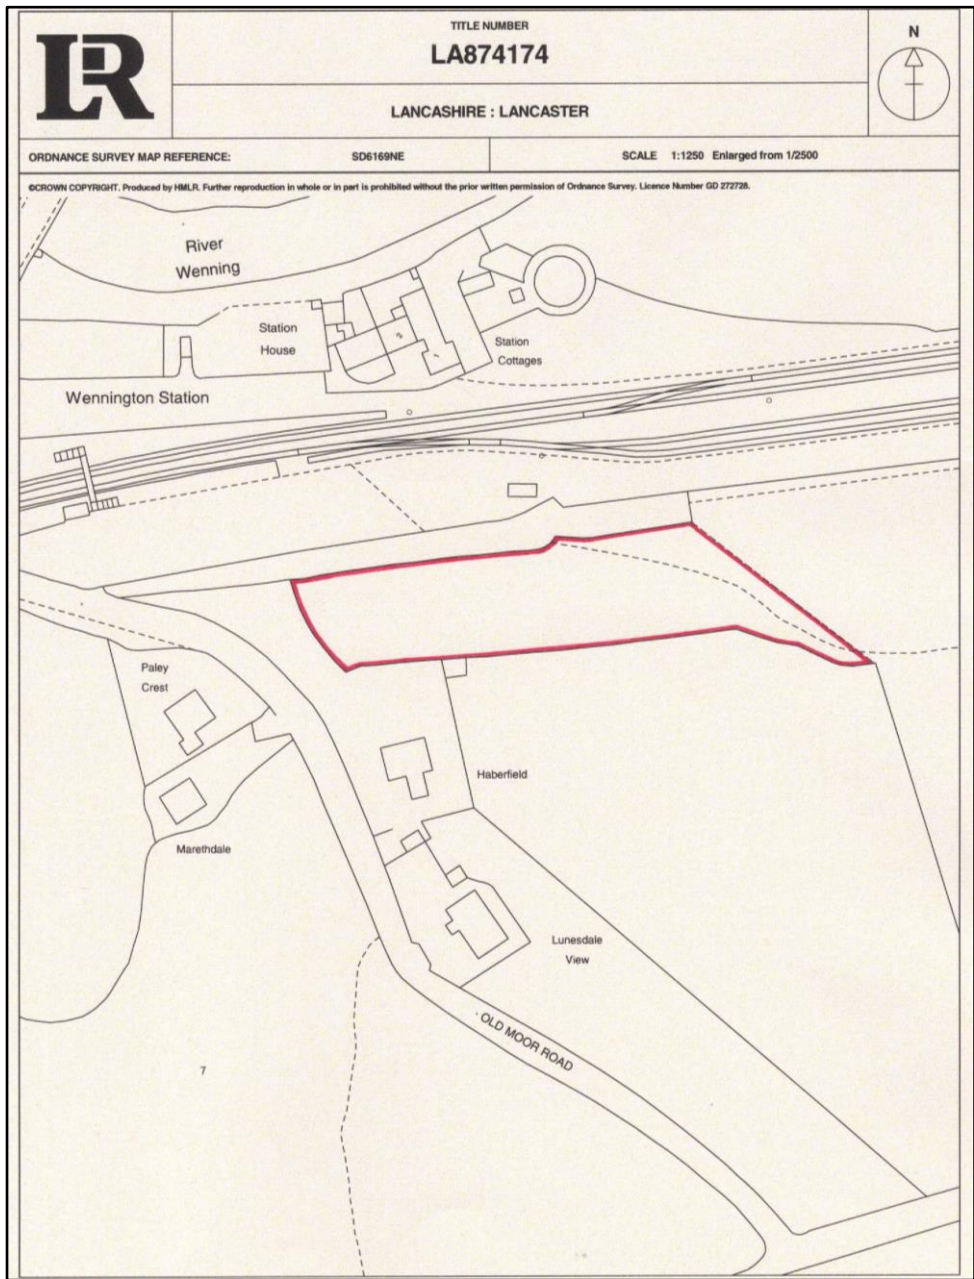 LR
TITLE NUMBER
LA874174
LANCASHIRE : LANCASTER
N
ORDNANCE SURVEY MAP REFERENCE: SD6169NE SCALE 1:1250 Enlarged from 1/2500
©CROWN COPYRIGHT. Produced by HMLR. Further reproduction in whole or in part is prohibited without the prior written permission of Ordnance Survey. Licence Number GD 272728.
River
Wenning
Station
House
2
1
Station
Cottages
Wennington Station
Paley
Crest
Haberfield
Marethdale
Lunesdale
View
OLD MOOR ROAD
7